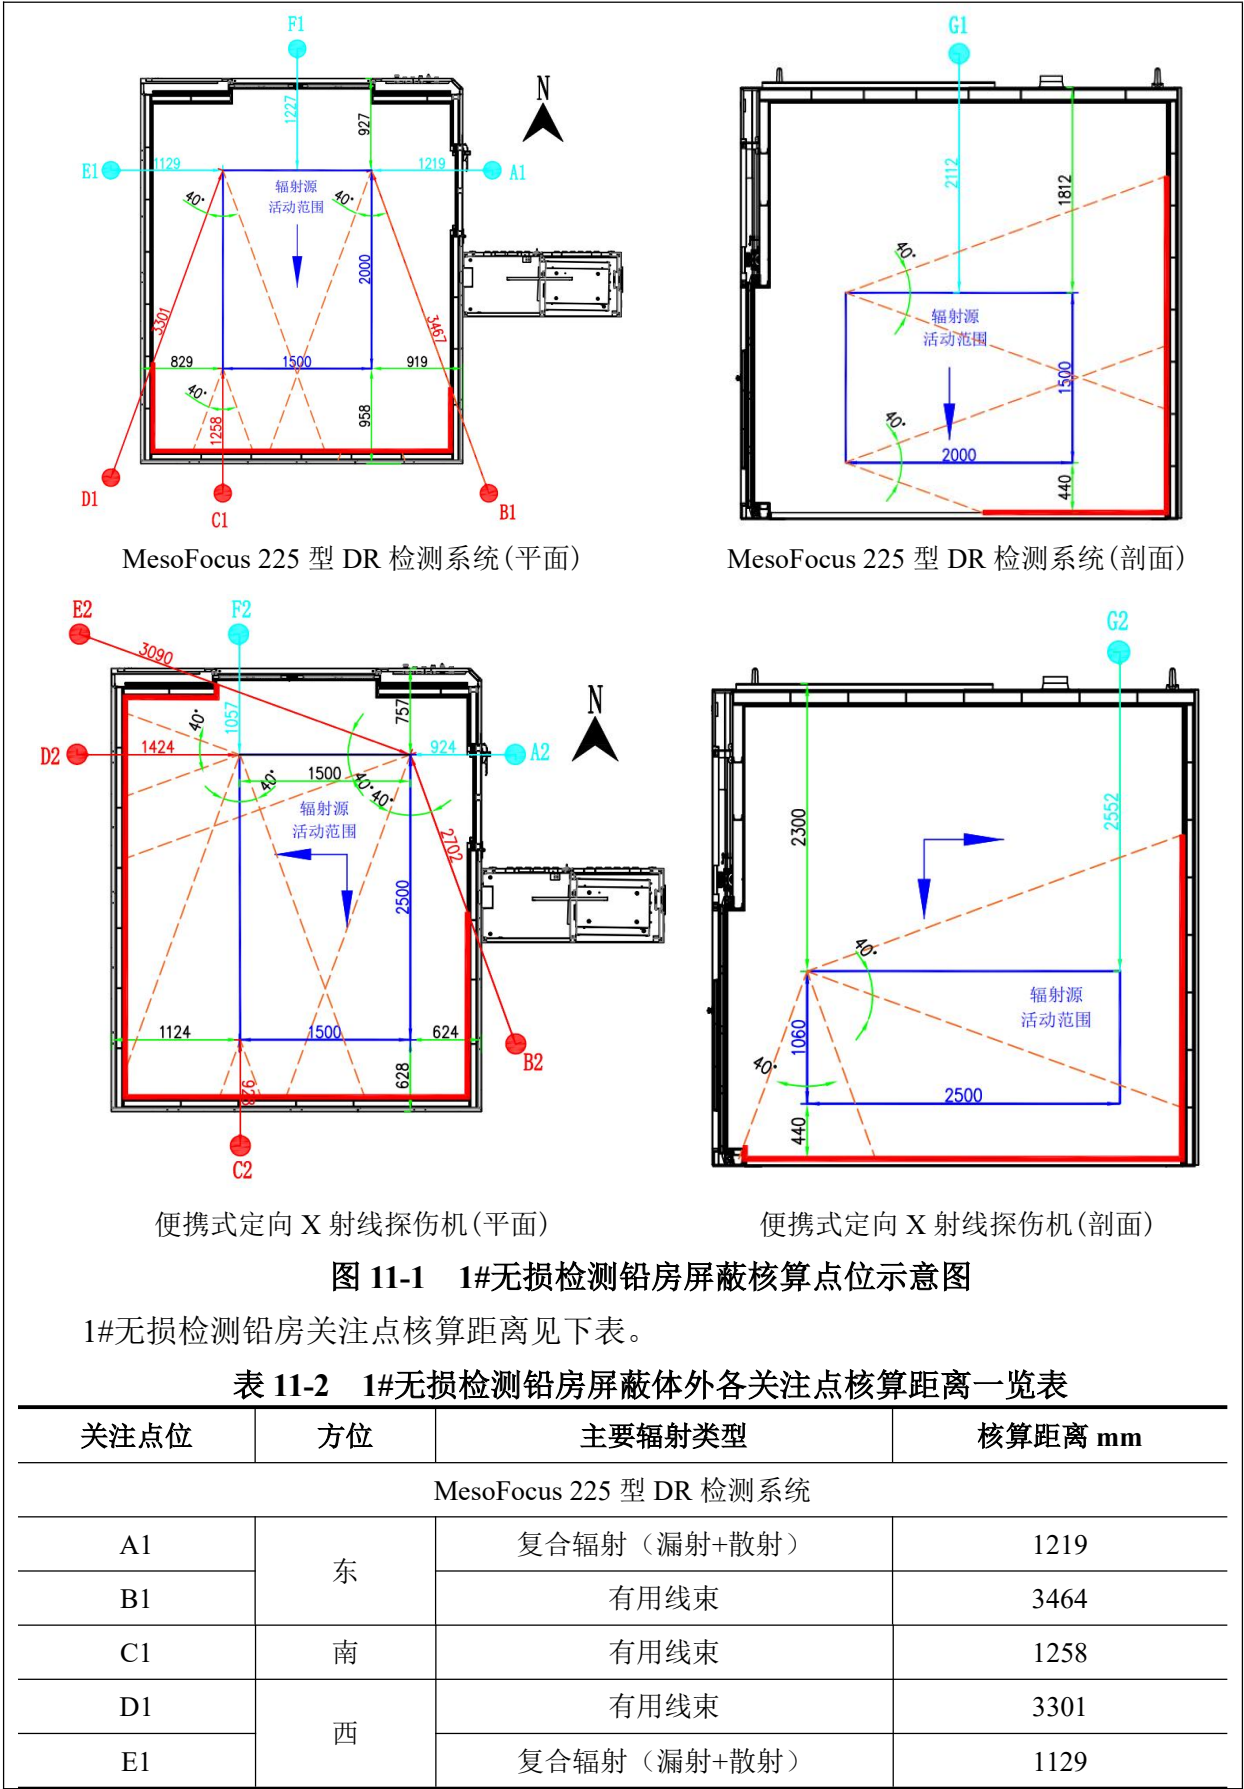 F1
1227
927
N
E1
1129
1219
A1
40°
40°
辐射源
活动范围
2000
3301
3467
829
1500
919
40°
1258
958
D1
C1
B1
MesoFocus 225 型 DR 检测系统(平面)
G1
2112
1812
40°
辐射源
活动范围
1500
40°
2000
440
MesoFocus 225 型 DR 检测系统(剖面)
E2
F2
3090
N
40°
1057
757
D2
1424
924
A2
40°
1500
40°
40°
辐射源
活动范围
2702
2500
1124
1500
624
928
628
B2
C2
便携式定向 X 射线探伤机(平面)
G2
2300
2552
40°
辐射源
活动范围
1060
40°
2500
440
便携式定向 X 射线探伤机(剖面)
图 11-1 1#无损检测铅房屏蔽核算点位示意图
1#无损检测铅房关注点核算距离见下表。
表 11-2 1#无损检测铅房屏蔽体外各关注点核算距离一览表
关注点位 方位 主要辐射类型 核算距离 mm
MesoFocus 225 型 DR 检测系统
A1 东 复合辐射（漏射+散射） 1219
B1 有用线束 3464
C1 南 有用线束 1258
D1 西 有用线束 3301
E1 复合辐射（漏射+散射） 1129